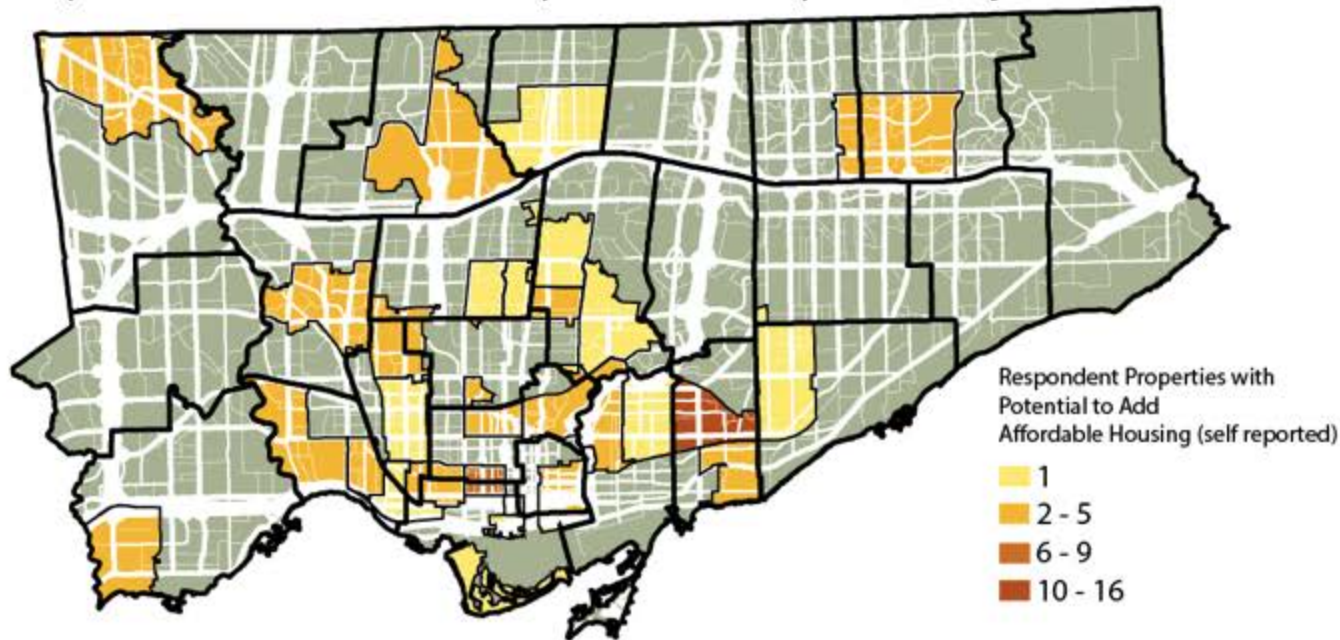 Respondent Properties with
Potential to Add
Affordable Housing (self reported)
1
2 - 5
6 - 9
10 - 16